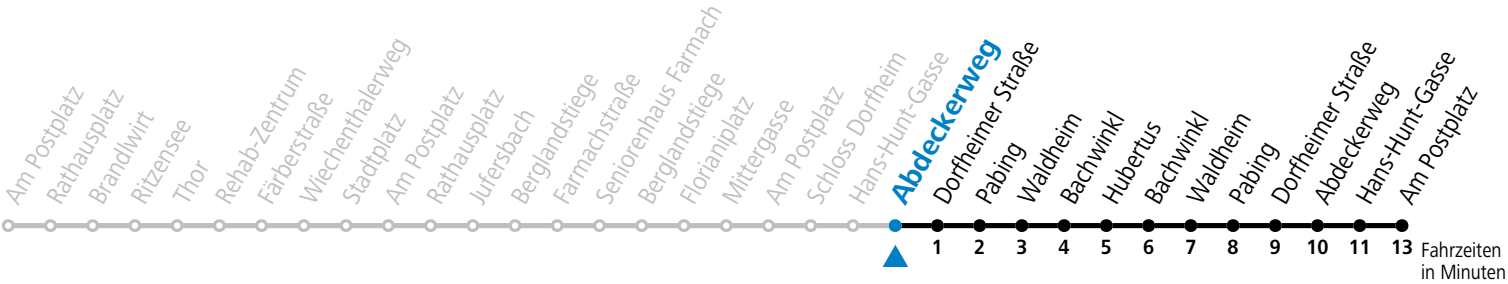 Am Postplatz
Rathausplatz
Brandlwirt
Ritzensee
Thor
Rehab-Zentrum
Färberstraße
Wiechenthalerweg
Stadtplatz
Am Postplatz
Rathausplatz
Jufersbach
Berglandstiege
Farmachstraße
Seniorenhaus Farmach
Berglandstiege
Florianiplatz
Mittergasse
Am Postplatz
Schloss Dorfheim
Hans-Hunt-Gasse
Abdeckerweg
Dorfheimer Straße
Pabing
Waldheim
Bachwinkl
Hubertus
Bachwinkl
Waldheim
Pabing
Dorfheimer Straße
Abdeckerweg
Hans-Hunt-Gasse
Am Postplatz
1 2 3 4 5 6 7 8 9 10 11 13 Fahrzeiten
in Minuten